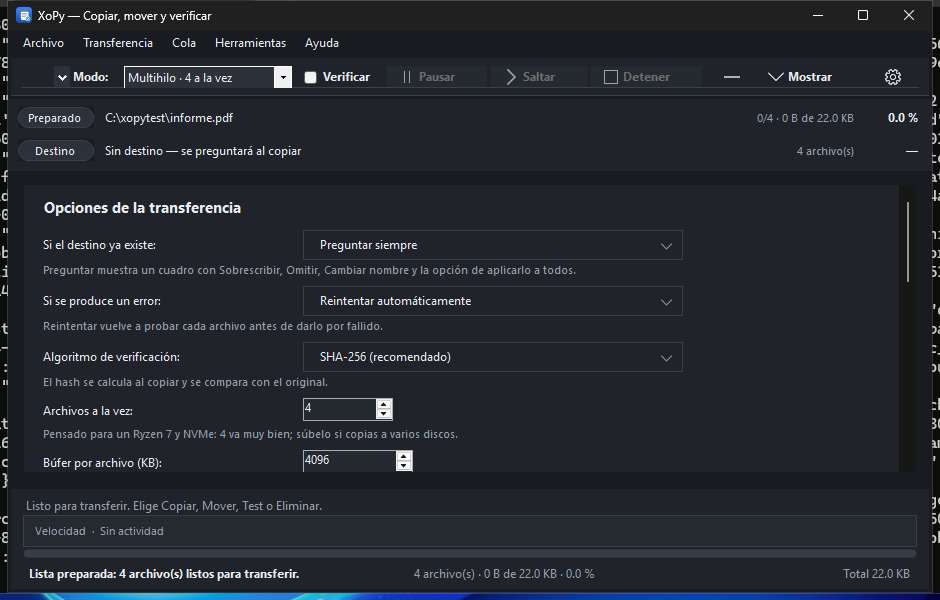 XoPy — Copiar, mover y verificar
Archivo Transferencia Cola Herramientas Ayuda
Modo: Multihilo · 4 a la vez Verificar Pausar Saltar Detener Mostrar
Preparado C:\xopytest\informe.pdf 0/4 · 0 B de 22.0 KB 0.0 %
Destino Sin destino — se preguntará al copiar 4 archivo(s) —
Opciones de la transferencia
Si el destino ya existe: Preguntar siempre
Preguntar muestra un cuadro con Sobrescribir, Omitir, Cambiar nombre y la opción de aplicarlo a todos.
Si se produce un error: Reintentar automáticamente
Reintentar vuelve a probar cada archivo antes de darlo por fallido.
Algoritmo de verificación: SHA-256 (recomendado)
El hash se calcula al copiar y se compara con el original.
Archivos a la vez: 4
Pensado para un Ryzen 7 y NVMe: 4 va muy bien; súbelo si copias a varios discos.
Búfer por archivo (KB): 4096
Listo para transferir. Elige Copiar, Mover, Test o Eliminar.
Velocidad · Sin actividad
Lista preparada: 4 archivo(s) listos para transferir. 4 archivo(s) · 0 B de 22.0 KB · 0.0 % Total 22.0 KB